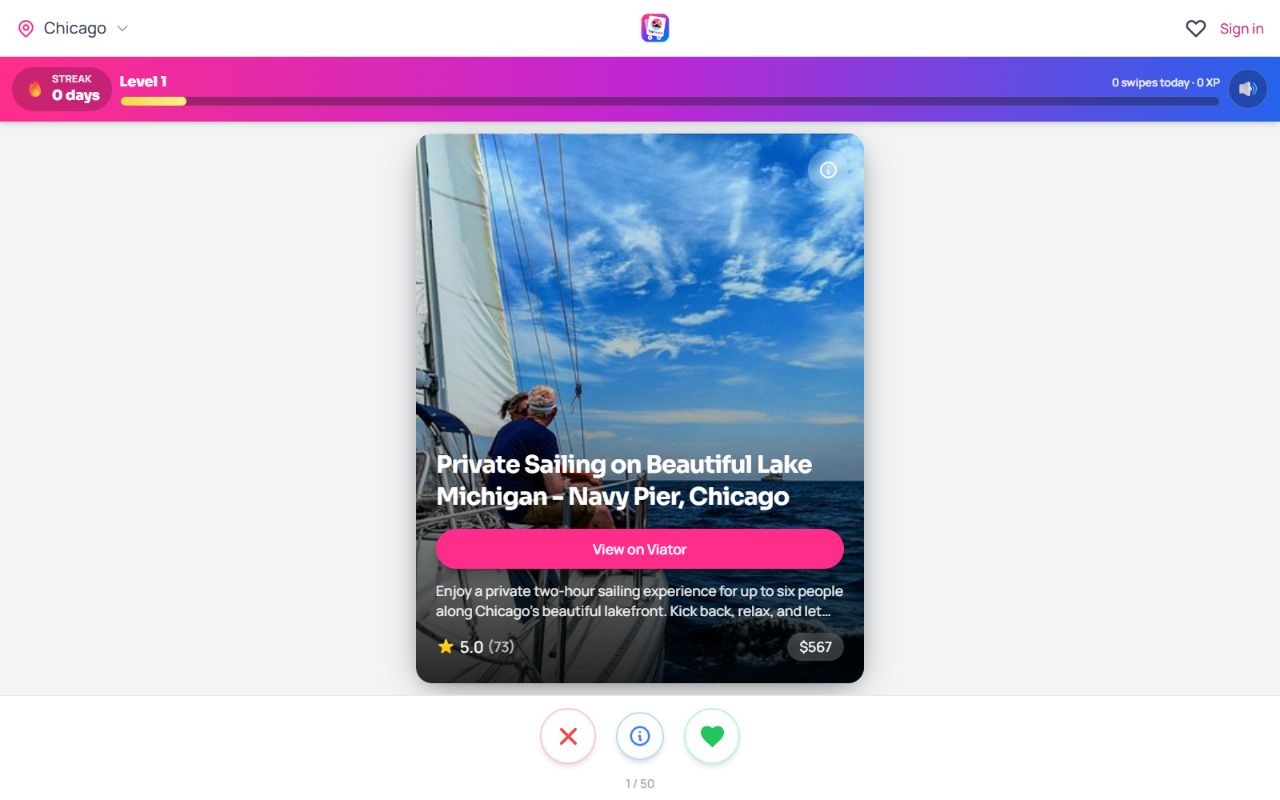 Chicago
Sign in
STREAK
0 days
Level 1
0 swipes today · 0 XP
Private Sailing on Beautiful Lake
Michigan - Navy Pier, Chicago
View on Viator
Enjoy a private two-hour sailing experience for up to six people
along Chicago's beautiful lakefront. Kick back, relax, and let...
5.0 (73)
$567
1 / 50